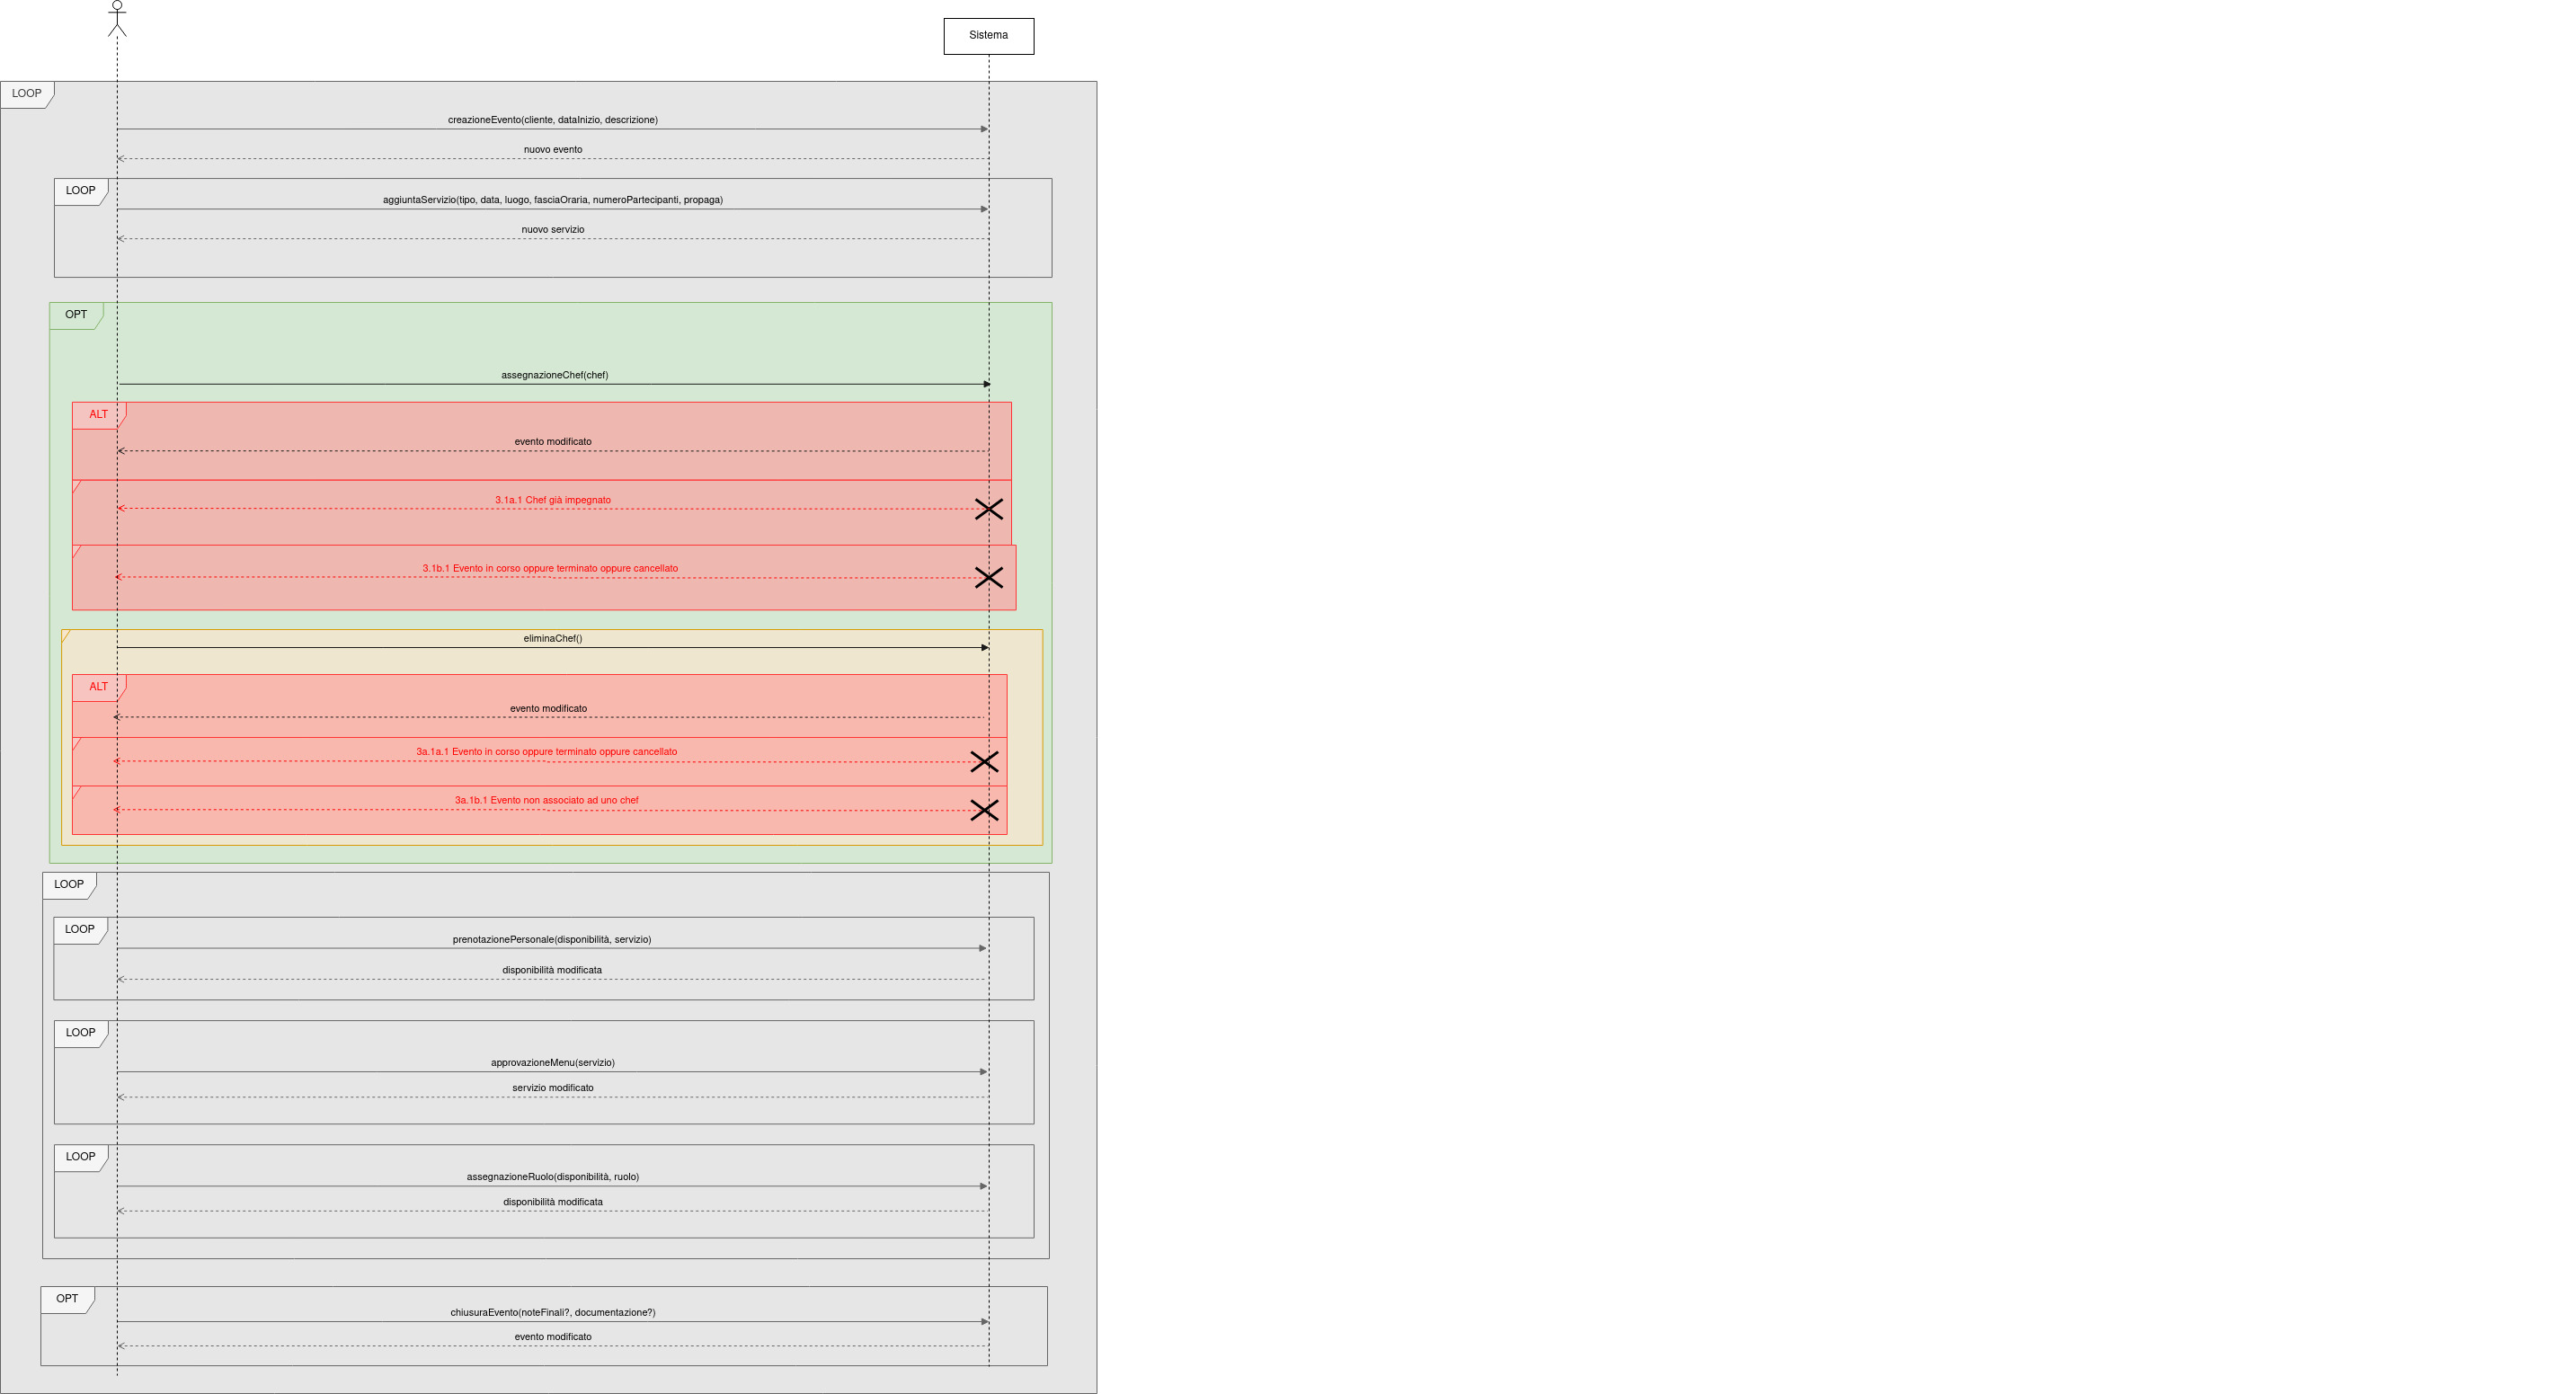 Sistema
LOOP
creazioneEvento(cliente, dataInizio, descrizione)
nuovo evento
LOOP
aggiuntaServizio(tipo, data, luogo, fasciaOraria, numeroPartecipanti, propaga)
nuovo servizio
OPT
assegnazioneChef(chef)
ALT
evento modificato
3.1a.1 Chef già impegnato
3.1b.1 Evento in corso oppure terminato oppure cancellato
eliminaChef()
ALT
evento modificato
3a.1a.1 Evento in corso oppure terminato oppure cancellato
3a.1b.1 Evento non associato ad uno chef
LOOP
LOOP
prenotazionePersonale(disponibilità, servizio)
disponibilità modificata
LOOP
approvazioneMenu(servizio)
servizio modificato
LOOP
assegnazioneRuolo(disponibilità, ruolo)
disponibilità modificata
OPT
chiusuraEvento(noteFinali?, documentazione?)
evento modificato